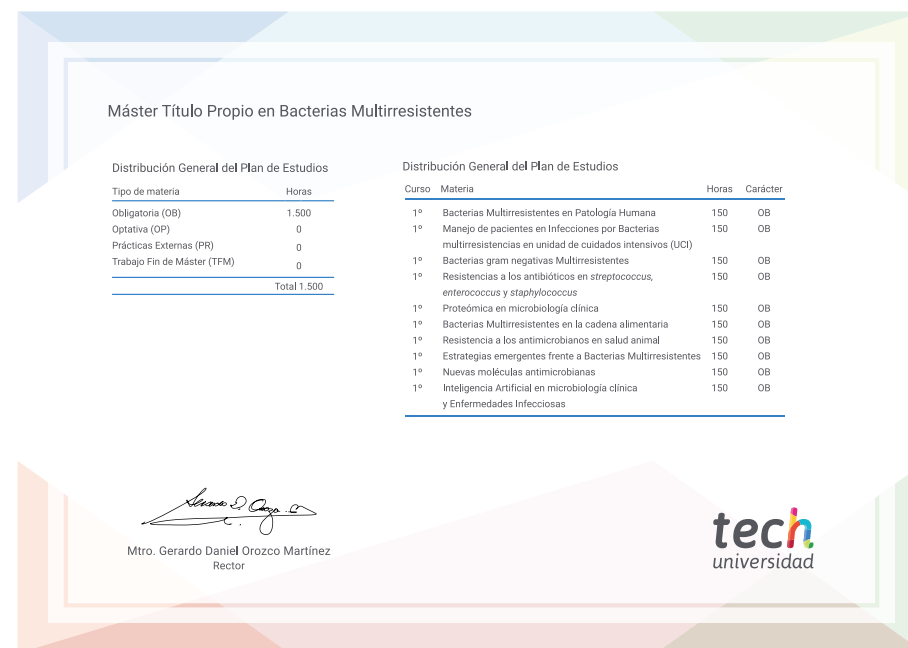 Máster Título Propio en Bacterias Multirresistentes
Distribución General del Plan de Estudios
Tipo de materia Horas
Obligatoria (OB) 1.500
Optativa (OP) 0
Prácticas Externas (PR) 0
Trabajo Fin de Máster (TFM) 0
Total 1.500
Distribución General del Plan de Estudios
Curso Materia Horas Carácter
1º Bacterias Multirresistentes en Patología Humana 150 OB
1º Manejo de pacientes en Infecciones por Bacterias 150 OB
multirresistencias en unidad de cuidados intensivos (UCI)
1º Bacterias gram negativas Multirresistentes 150 OB
1º Resistencias a los antibióticos en streptococcus, 150 OB
enterococcus y staphylococcus
1º Proteómica en microbiología clínica 150 OB
1º Bacterias Multirresistentes en la cadena alimentaria 150 OB
1º Resistencia a los antimicrobianos en salud animal 150 OB
1º Estrategias emergentes frente a Bacterias Multirresistentes 150 OB
1º Nuevas moléculas antimicrobianas 150 OB
1º Inteligencia Artificial en microbiología clínica 150 OB
y Enfermedades Infecciosas
Mtro. Gerardo Daniel Orozco Martínez
Rector
tech
universidad